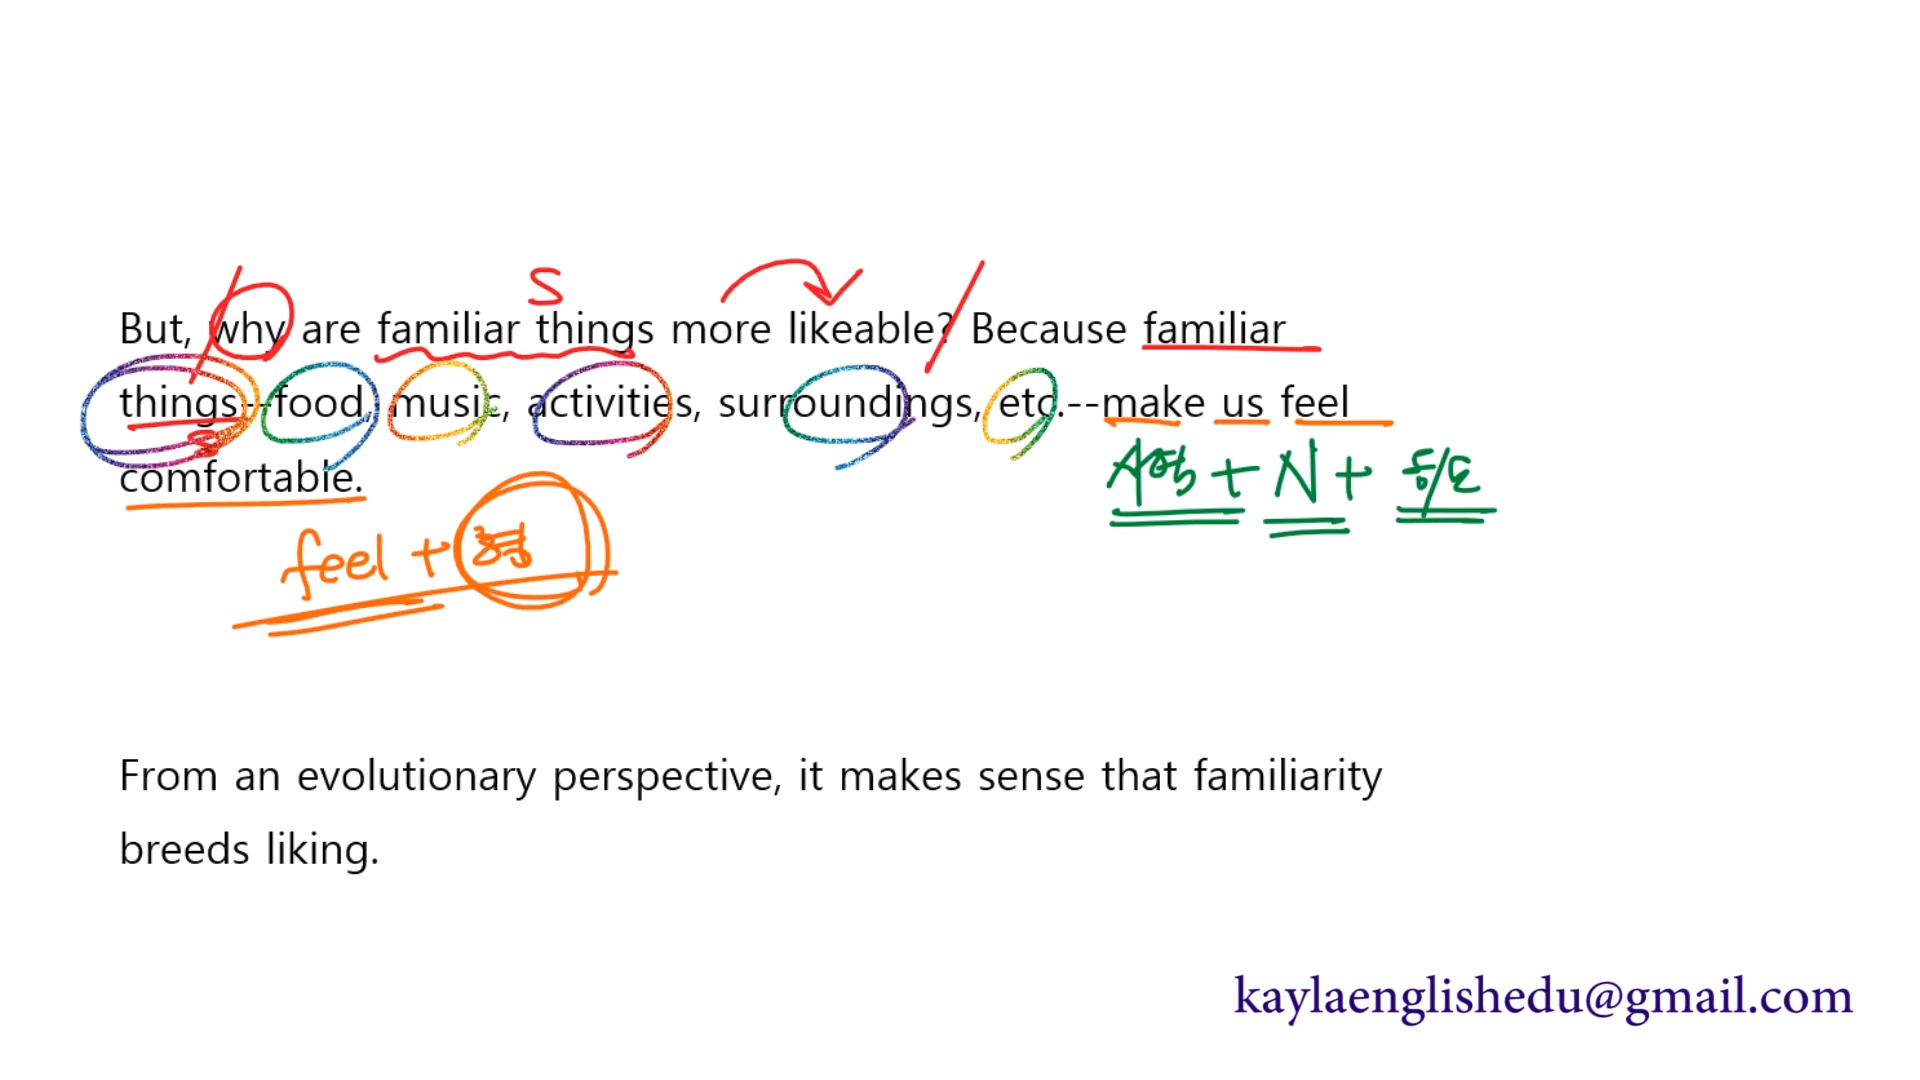 S
But, why are familiar things more likeable? Because familiar
things--food, music, activities, surroundings, etc.--make us feel
comfortable.
사역 + N + 동/도
feel + 형
From an evolutionary perspective, it makes sense that familiarity
breeds liking.
kaylaenglishedu@gmail.com